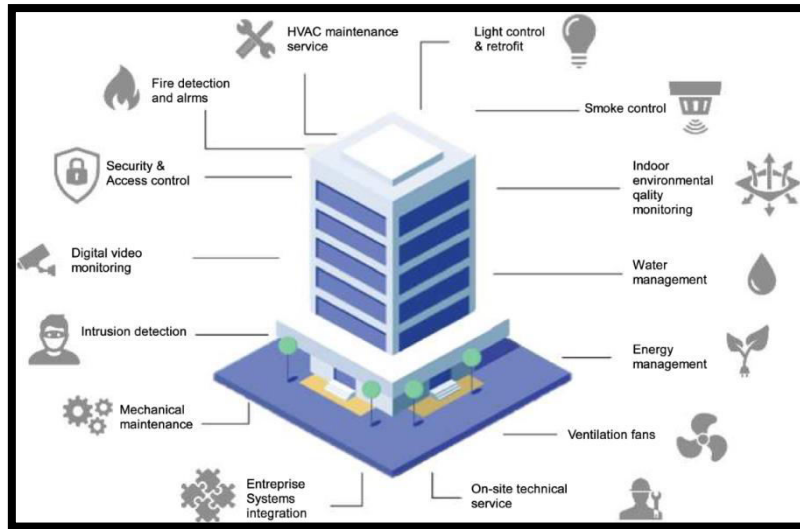 HVAC maintenance
service
Light control
& retrofit
Fire detection
and alrms
Smoke control
Security &
Access control
Indoor
environmental
qality
monitoring
Digital video
monitoring
Water
management
Intrusion detection
Energy
management
Mechanical
maintenance
Ventilation fans
Entreprise
Systems
integration
On-site technical
service